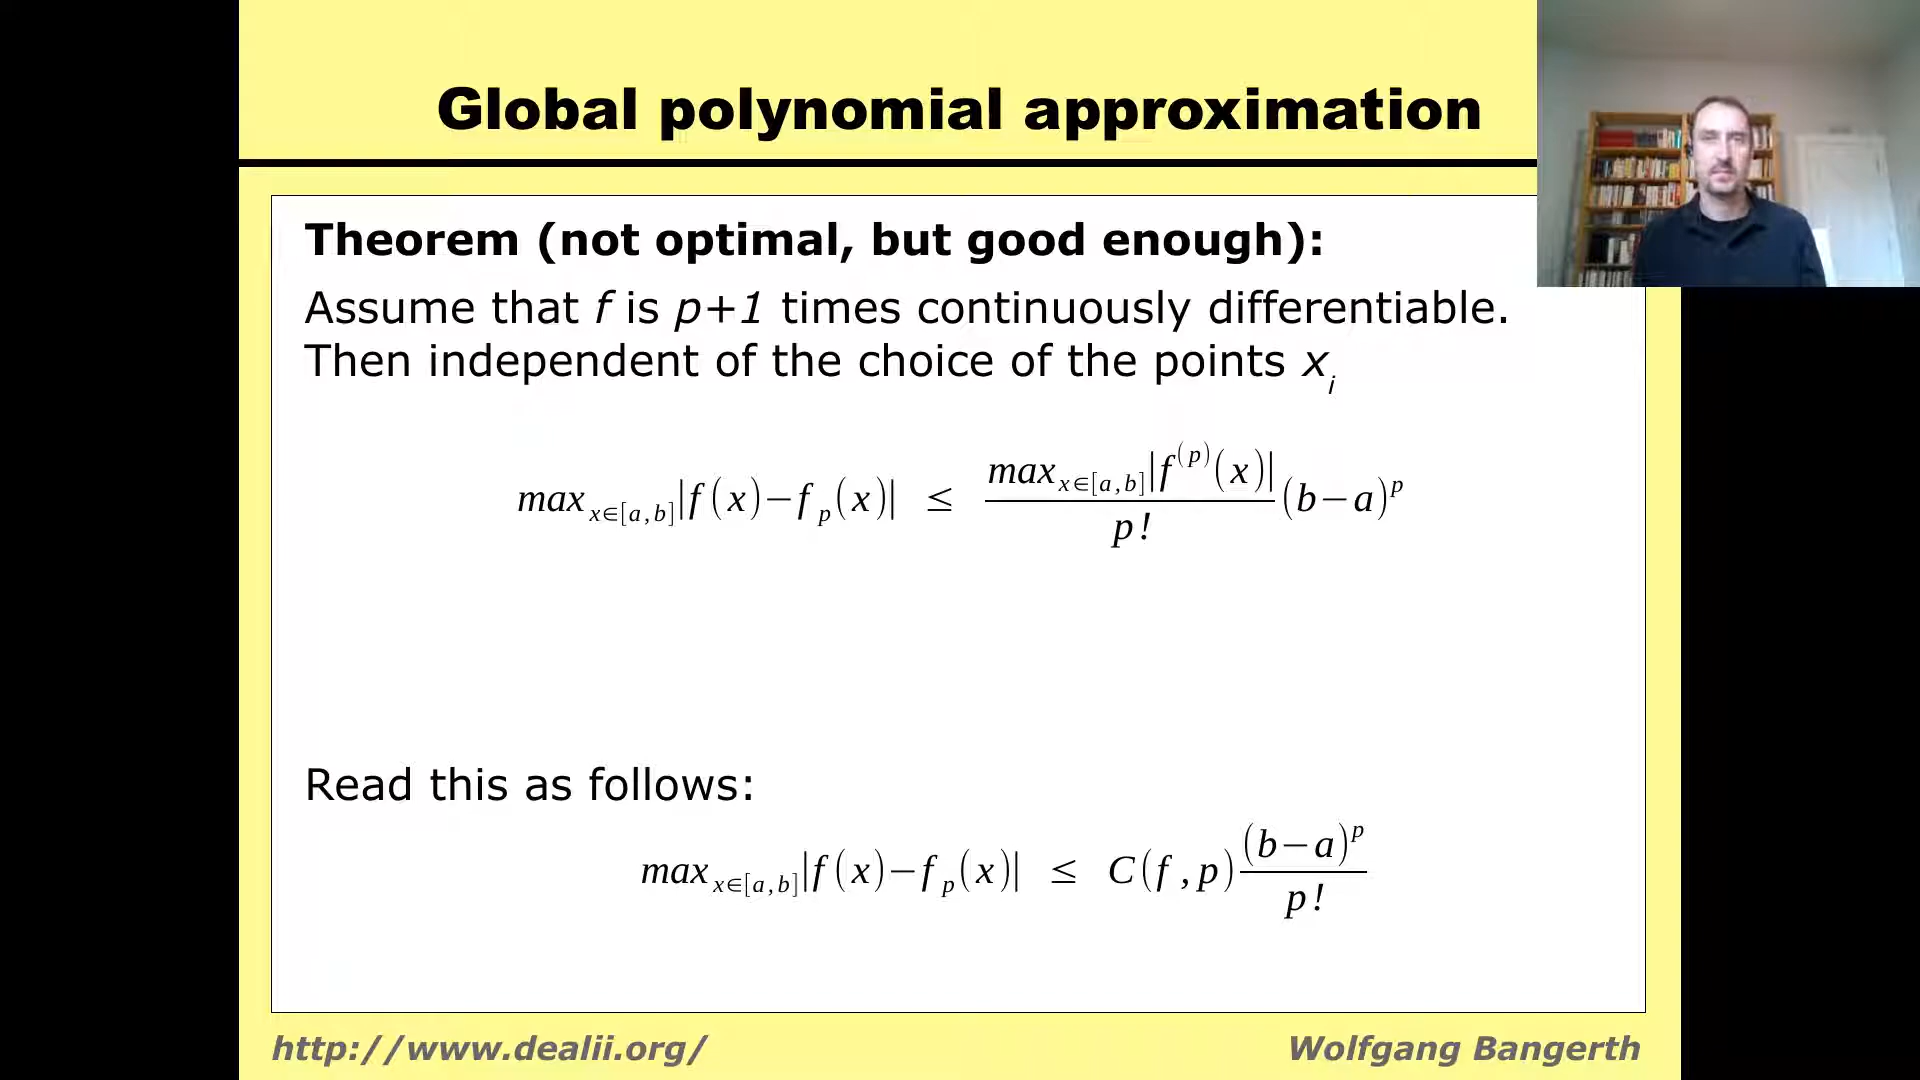 Global polynomial approximation
Theorem (not optimal, but good enough):
Assume that f is p+1 times continuously differentiable.
Then independent of the choice of the points x_i
max_{x∈[a,b]}|f(x)−f_p(x)| ≤ \frac{max_{x∈[a,b]}|f^{(p)}(x)|}{p!}(b−a)^p
Read this as follows:
max_{x∈[a,b]}|f(x)−f_p(x)| ≤ C(f,p)\frac{(b−a)^p}{p!}
http://www.dealii.org/ Wolfgang Bangerth